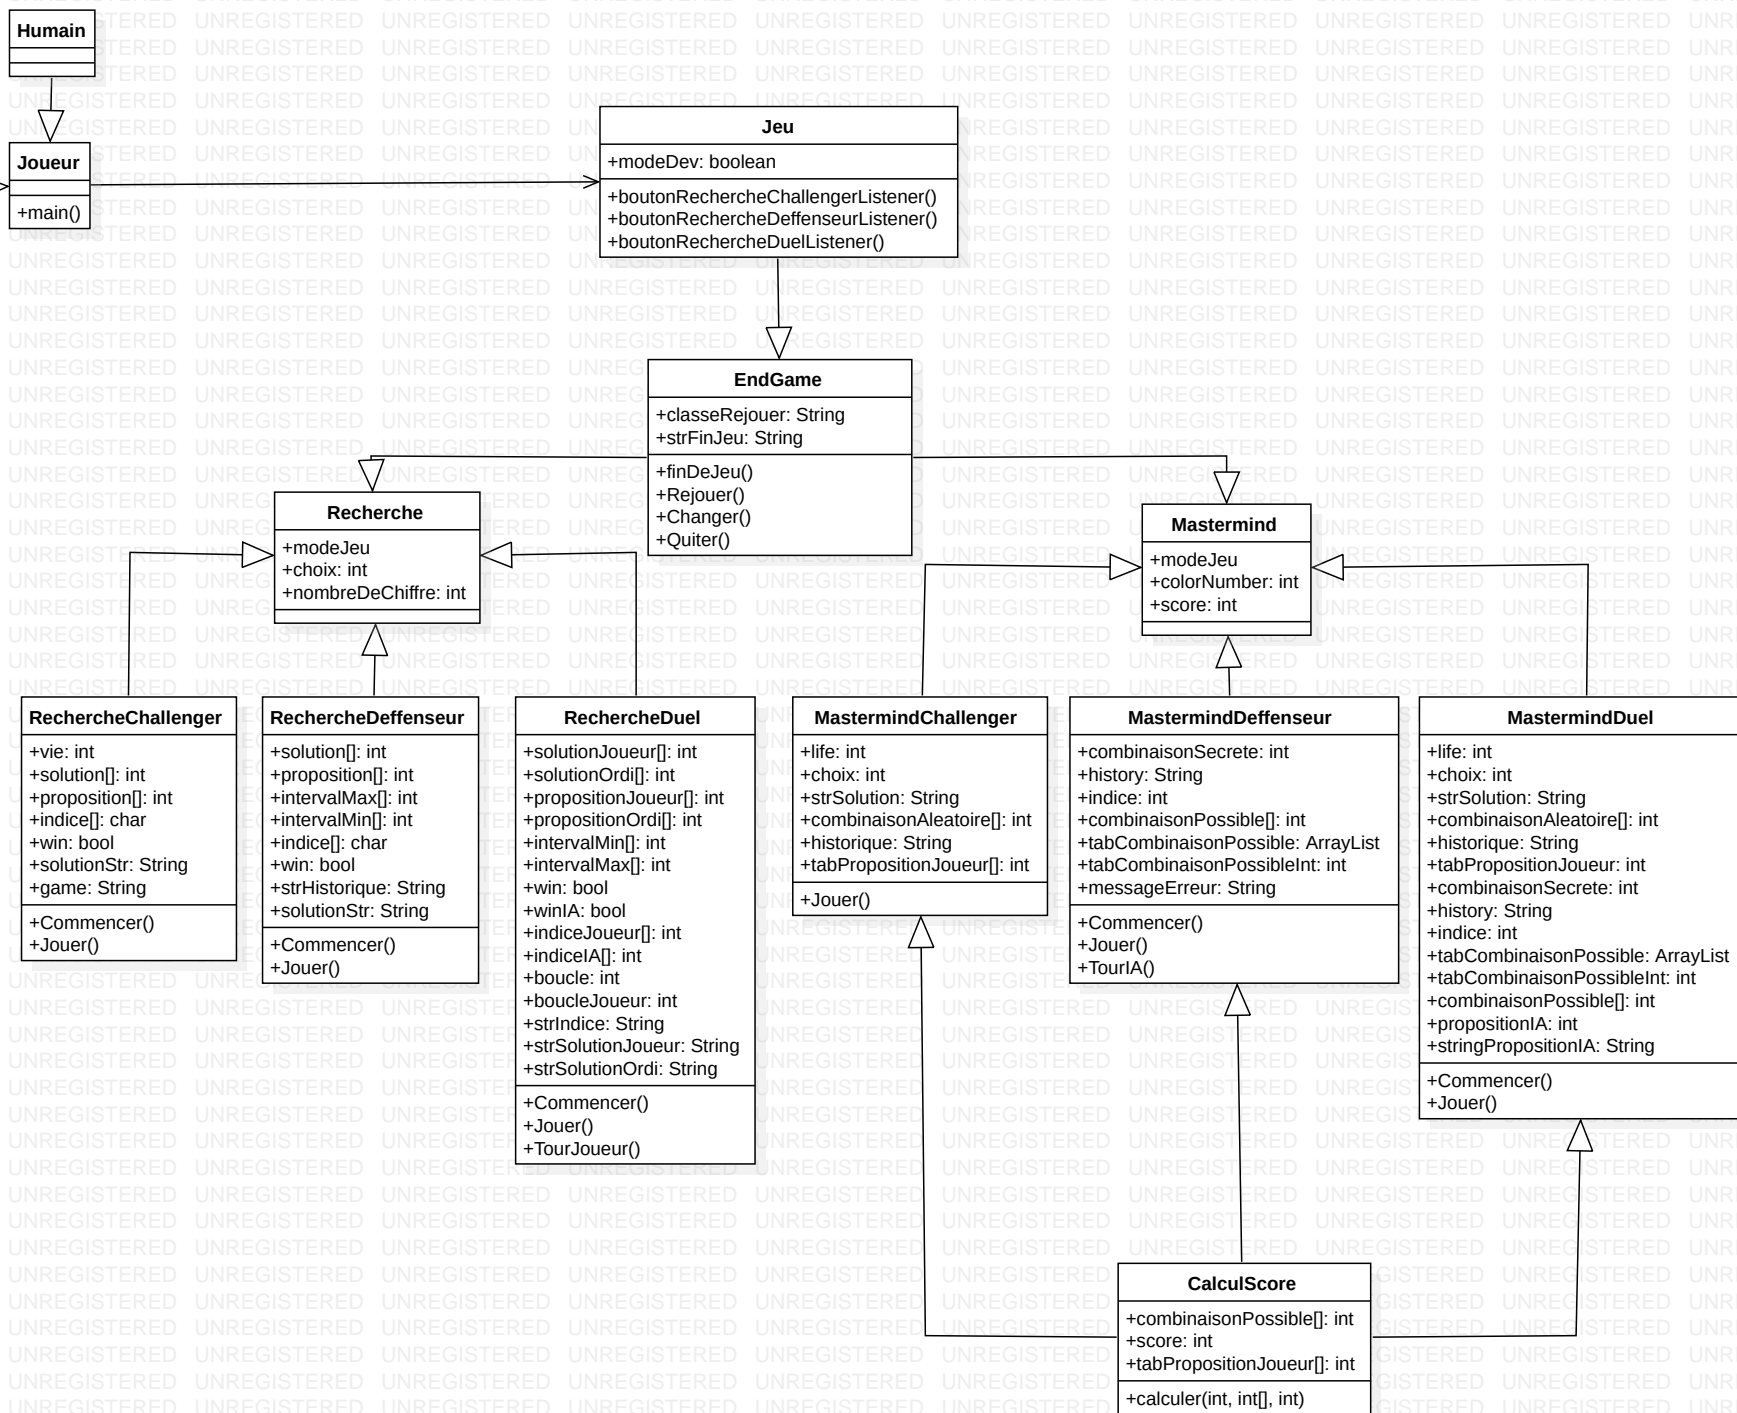 Humain
Joueur
+main()
Jeu
+modeDev: boolean
+boutonRechercheChallengerListener()
+boutonRechercheDeffenseurListener()
+boutonRechercheDuelListener()
EndGame
+classeRejouer: String
+strFinJeu: String
+finDeJeu()
+Rejouer()
+Changer()
+Quiter()
Recherche
+modeJeu
+choix: int
+nombreDeChiffre: int
Mastermind
+modeJeu
+colorNumber: int
+score: int
RechercheChallenger
+vie: int
+solution[]: int
+proposition[]: int
+indice[]: char
+win: bool
+solutionStr: String
+game: String
+Commencer()
+Jouer()
RechercheDeffenseur
+solution[]: int
+proposition[]: int
+intervalMax[]: int
+intervalMin[]: int
+indice[]: char
+win: bool
+strHistorique: String
+solutionStr: String
+Commencer()
+Jouer()
RechercheDuel
+solutionJoueur[]: int
+solutionOrdi[]: int
+propositionJoueur[]: int
+propositionOrdi[]: int
+intervalMin[]: int
+intervalMax[]: int
+win: bool
+winIA: bool
+indiceJoueur[]: int
+indiceIA[]: int
+boucle: int
+boucleJoueur: int
+strIndice: String
+strSolutionJoueur: String
+strSolutionOrdi: String
+Commencer()
+Jouer()
+TourJoueur()
MastermindChallenger
+life: int
+choix: int
+strSolution: String
+combinaisonAleatoire[]: int
+historique: String
+tabPropositionJoueur[]: int
+Jouer()
MastermindDeffenseur
+combinaisonSecrete: int
+history: String
+indice: int
+combinaisonPossible[]: int
+tabCombinaisonPossible: ArrayList
+tabCombinaisonPossibleInt: int
+messageErreur: String
+Commencer()
+Jouer()
+TourIA()
MastermindDuel
+life: int
+choix: int
+strSolution: String
+combinaisonAleatoire[]: int
+historique: String
+tabPropositionJoueur: int
+combinaisonSecrete: int
+history: String
+indice: int
+tabCombinaisonPossible: ArrayList
+tabCombinaisonPossibleInt: int
+combinaisonPossible[]: int
+propositionIA: int
+stringPropositionIA: String
+Commencer()
+Jouer()
CalculScore
+combinaisonPossible[]: int
+score: int
+tabPropositionJoueur[]: int
+calculer(int, int[], int)